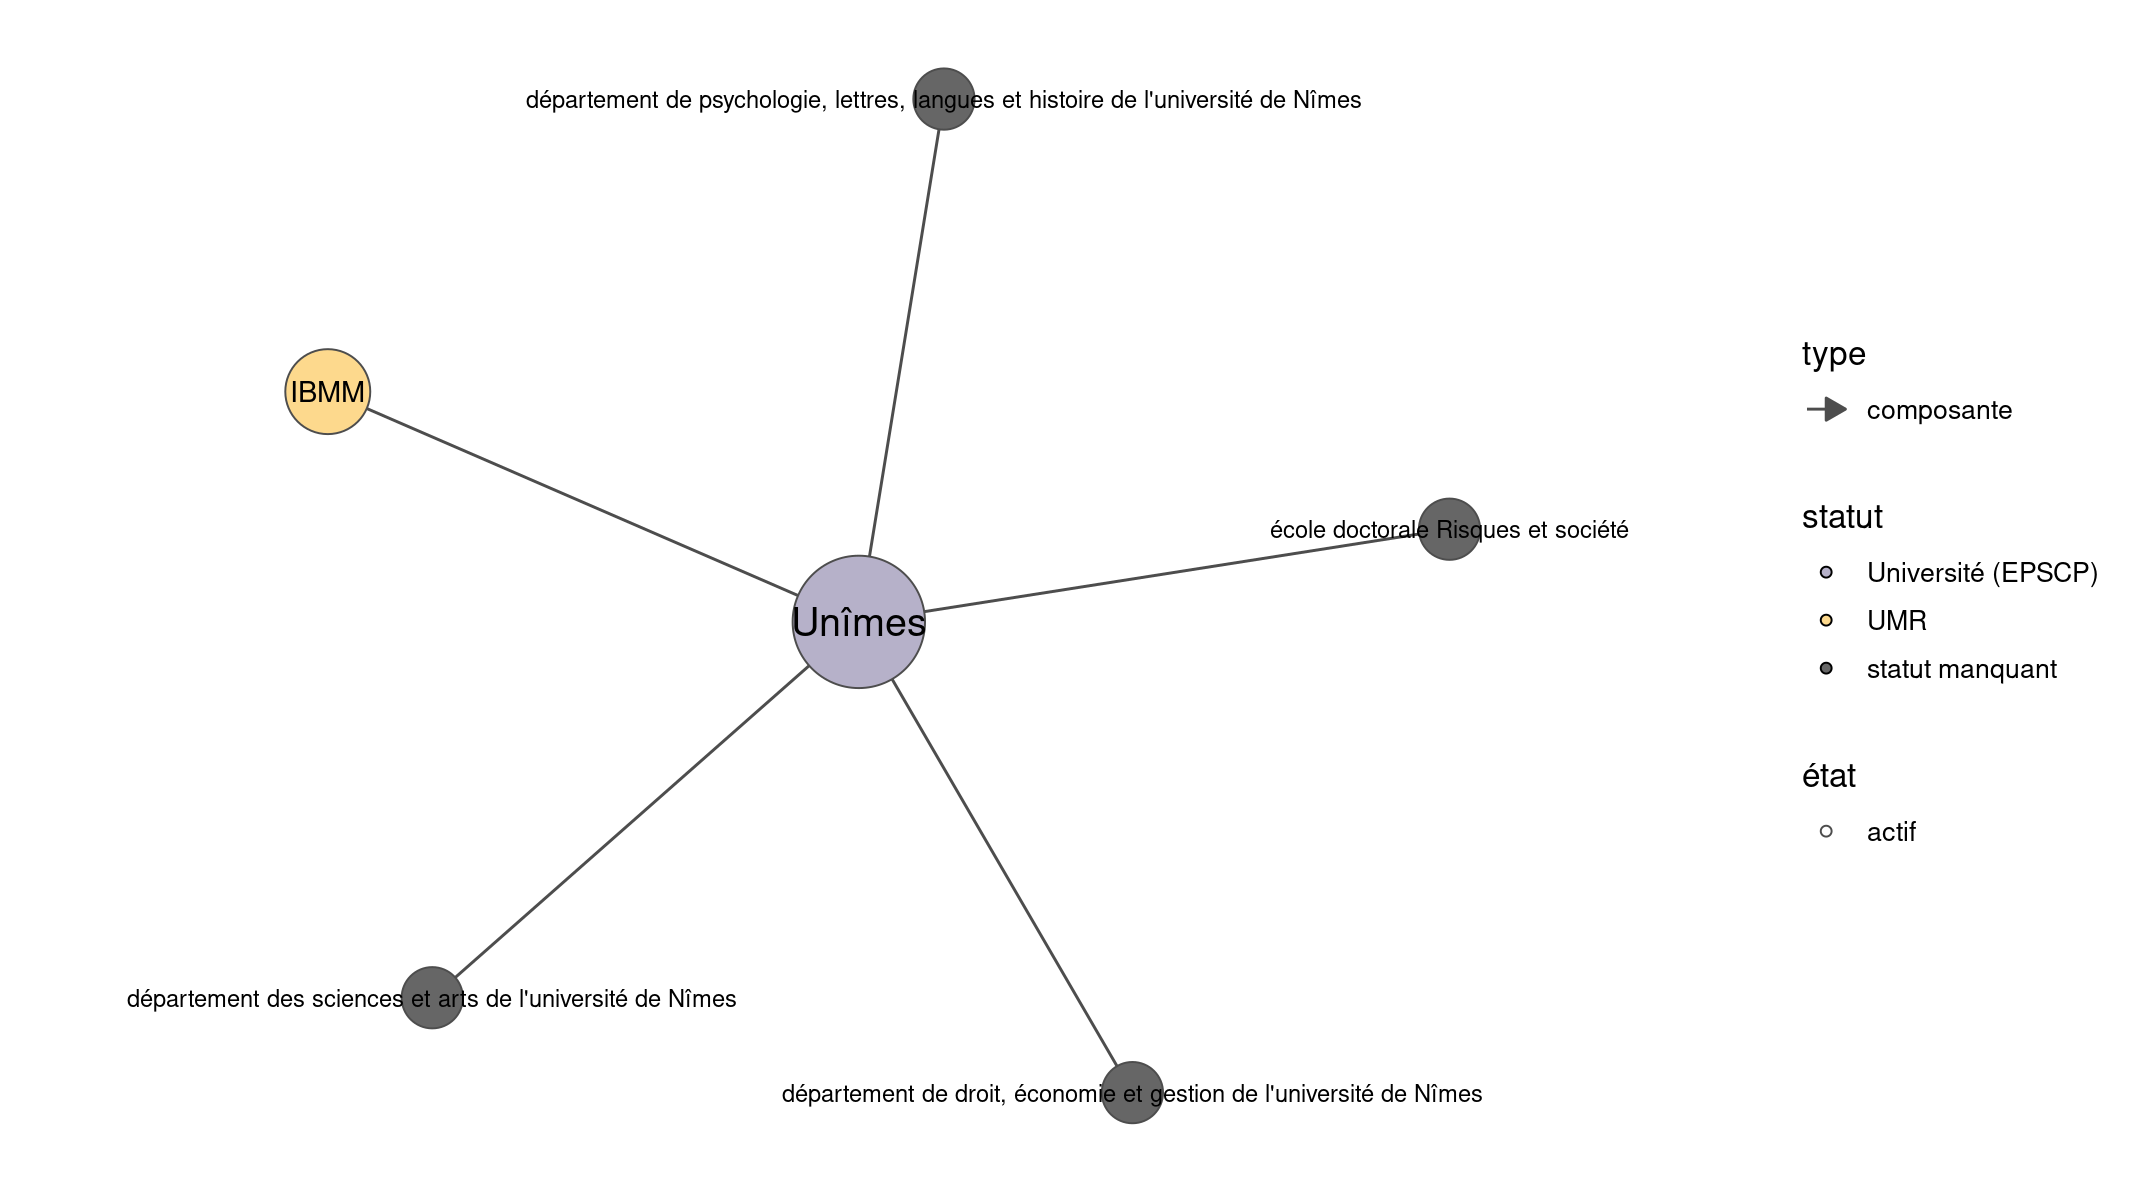 département de psychologie, lettres, langues et histoire de l'université de Nîmes
IBMM
école doctorale Risques et société
Unîmes
département des sciences et arts de l'université de Nîmes
département de droit, économie et gestion de l'université de Nîmes
type
composante
statut
Université (EPSCP)
UMR
statut manquant
état
actif